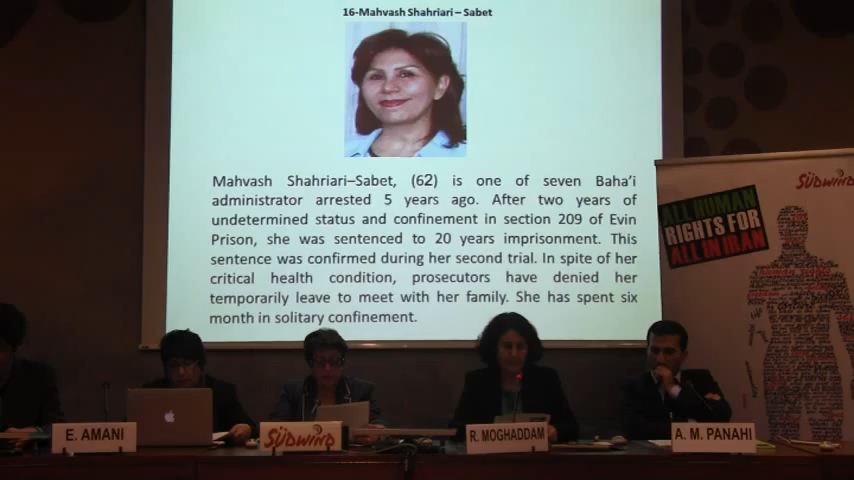 16-Mahvash Shahriari – Sabet
Mahvash Shahriari–Sabet, (62) is one of seven Baha'i
administrator arrested 5 years ago. After two years of
undetermined status and confinement in section 209 of Evin
Prison, she was sentenced to 20 years imprisonment. This
sentence was confirmed during her second trial. In spite of her
critical health condition, prosecutors have denied her
temporarily leave to meet with her family. She has spent six
month in solitary confinement.
SÜDWIND
ALL HUMAN
RIGHTS FOR
ALL IN IRAN
E. AMANI
SÜDWIND
R. MOGHADDAM
A. M. PANAHI